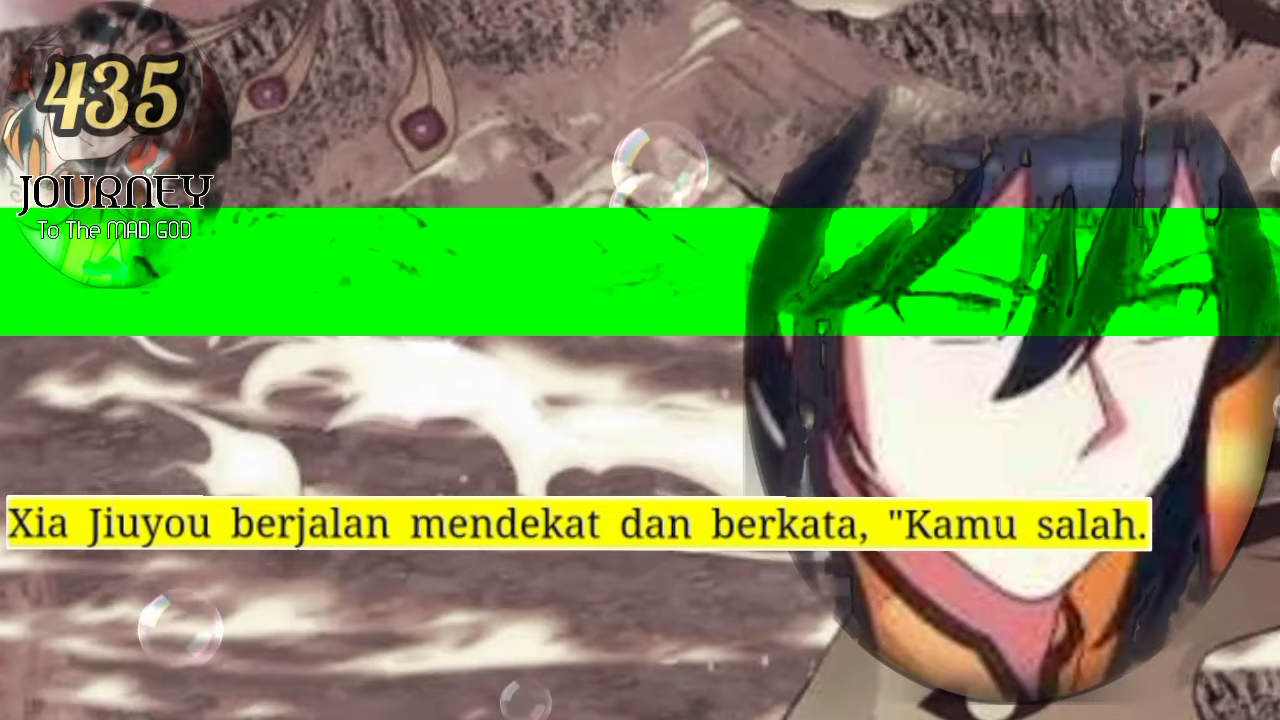 435
JOURNEY
To The MAD GOD
Xia Jiuyou berjalan mendekat dan berkata, "Kamu salah.